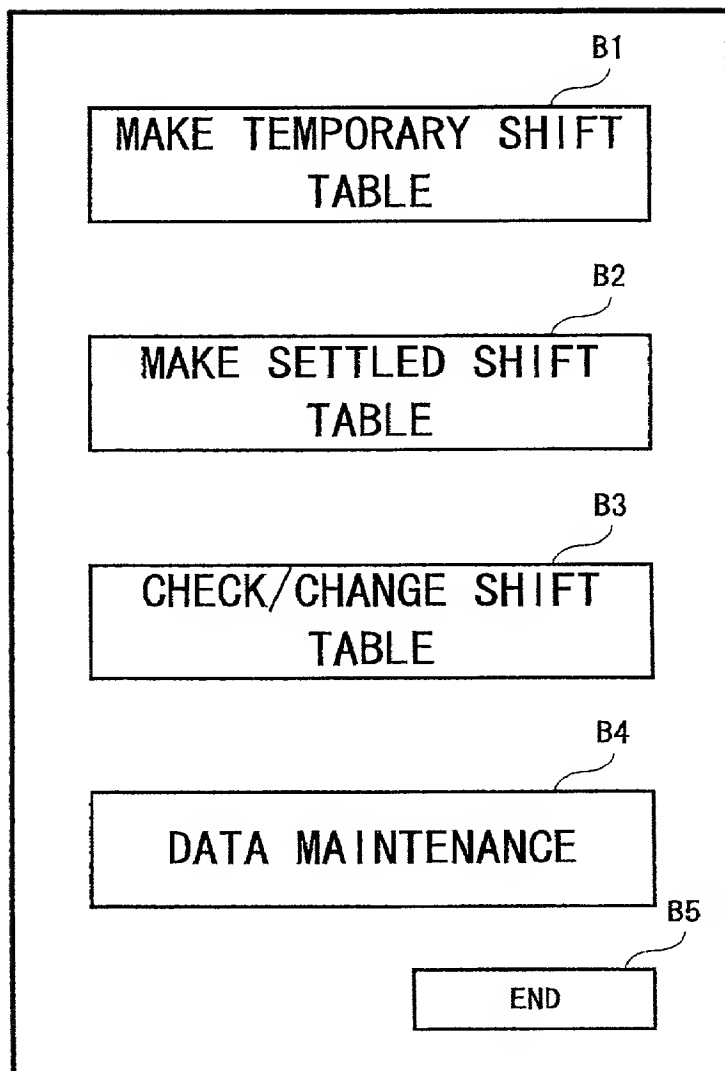 B1
MAKE TEMPORARY SHIFT
TABLE
B2
MAKE SETTLED SHIFT
TABLE
B3
CHECK/CHANGE SHIFT
TABLE
B4
DATA MAINTENANCE
B5
END